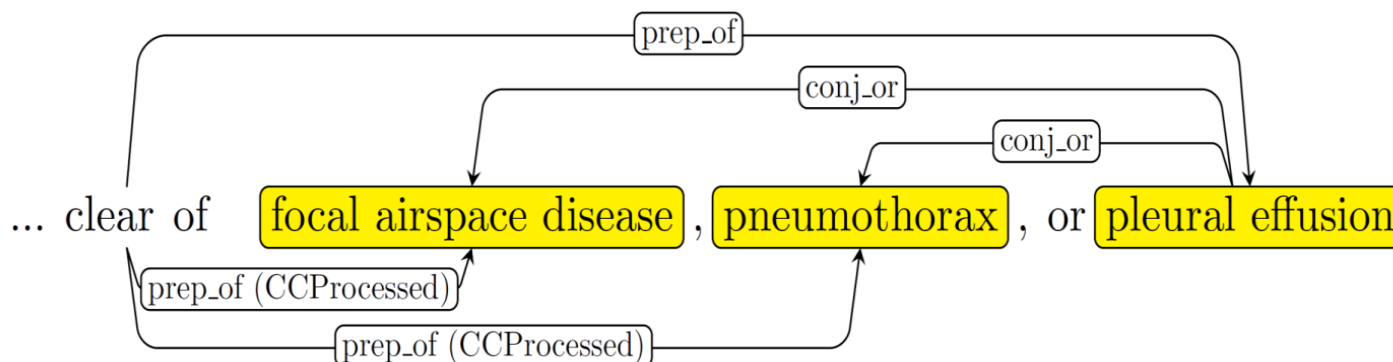 prep_of
conj_or
conj_or
... clear of focal airspace disease , pneumothorax , or pleural effusion
prep_of (CCProcessed)
prep_of (CCProcessed)